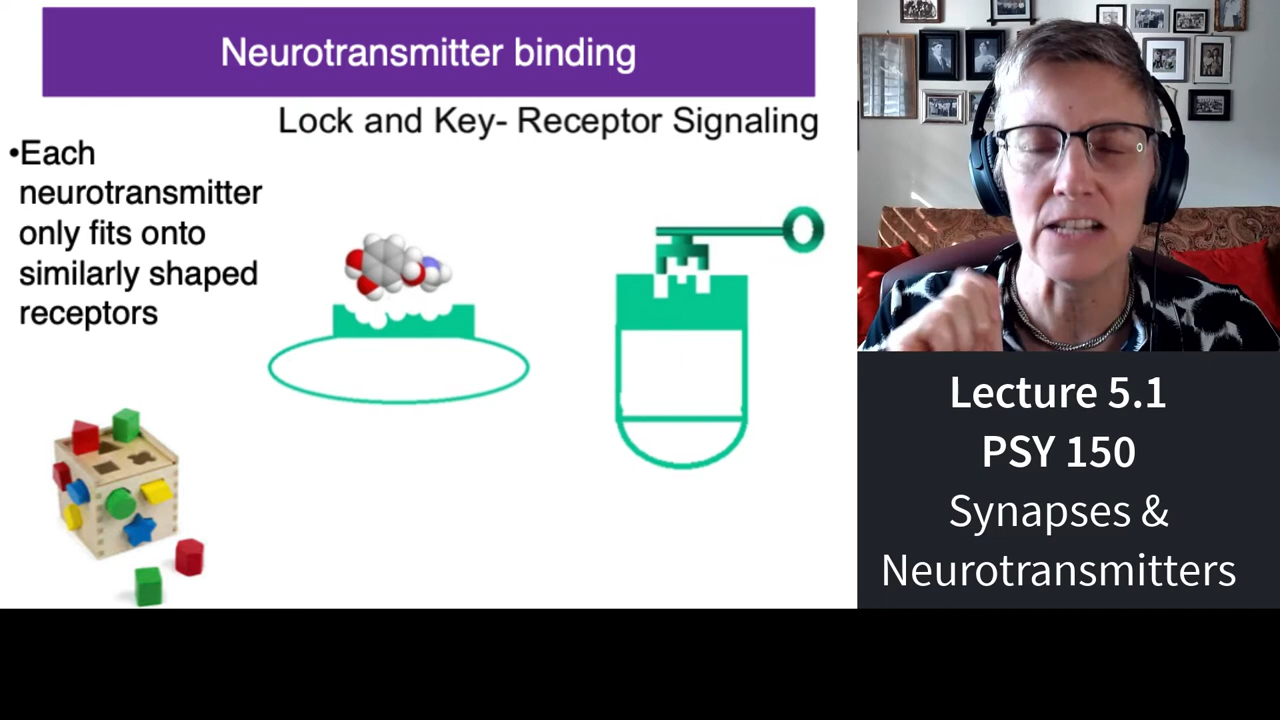 Neurotransmitter binding
Lock and Key- Receptor Signaling
•Each
neurotransmitter
only fits onto
similarly shaped
receptors
Lecture 5.1
PSY 150
Synapses &
Neurotransmitters